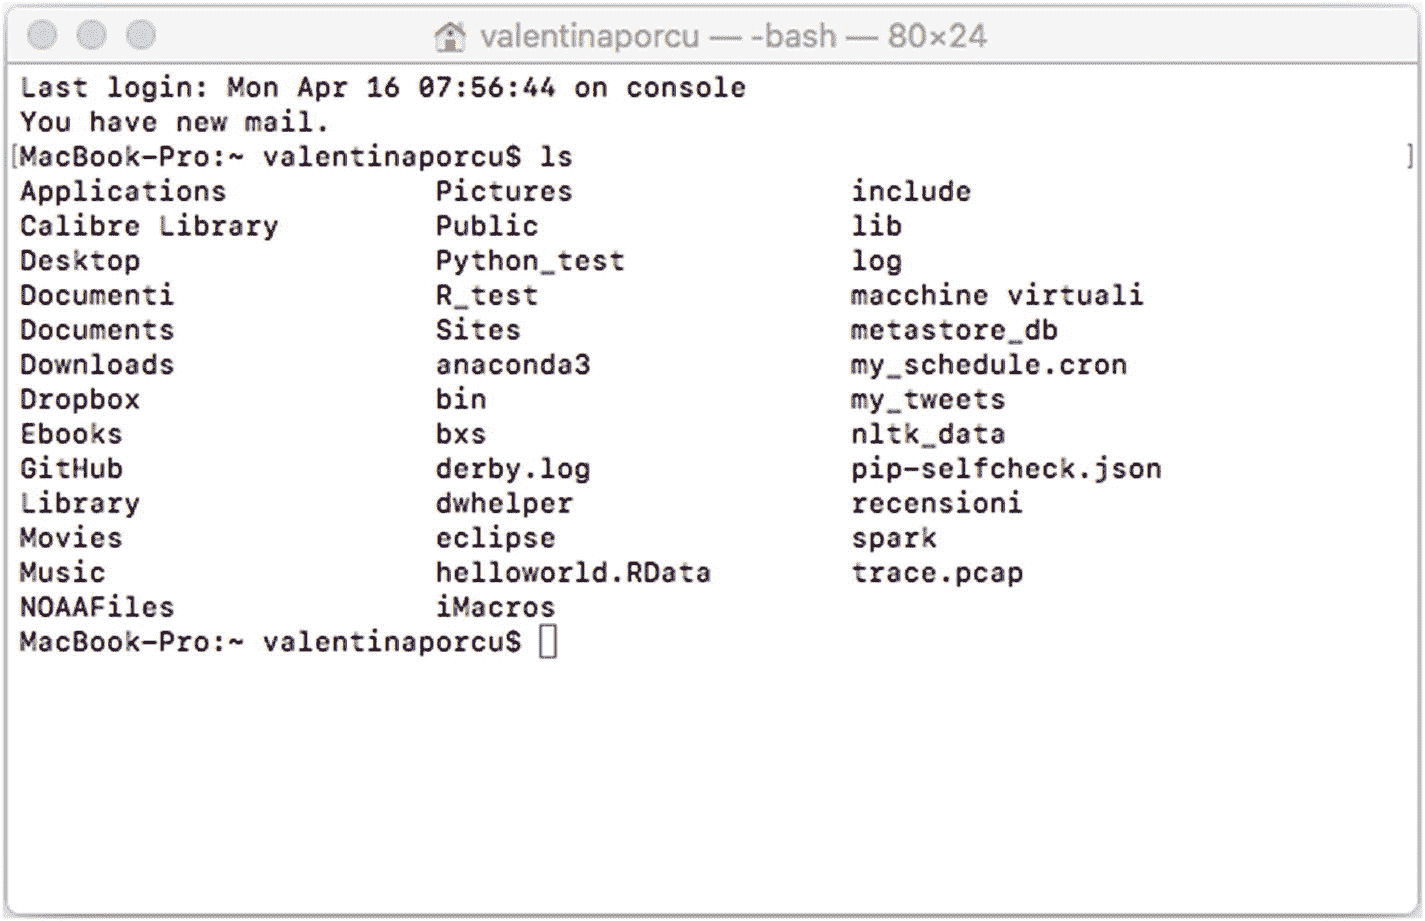 valentinaporcu — -bash — 80×24
Last login: Mon Apr 16 07:56:44 on console
You have new mail.
[MacBook-Pro:~ valentinaporcu$ ls ]
Applications Pictures include
Calibre Library Public lib
Desktop Python_test log
Documenti R_test macchine virtuali
Documents Sites metastore_db
Downloads anaconda3 my_schedule.cron
Dropbox bin my_tweets
Ebooks bxs nltk_data
GitHub derby.log pip-selfcheck.json
Library dwhelper recensioni
Movies eclipse spark
Music helloworld.RData trace.pcap
NOAAFiles iMacros
MacBook-Pro:~ valentinaporcu$